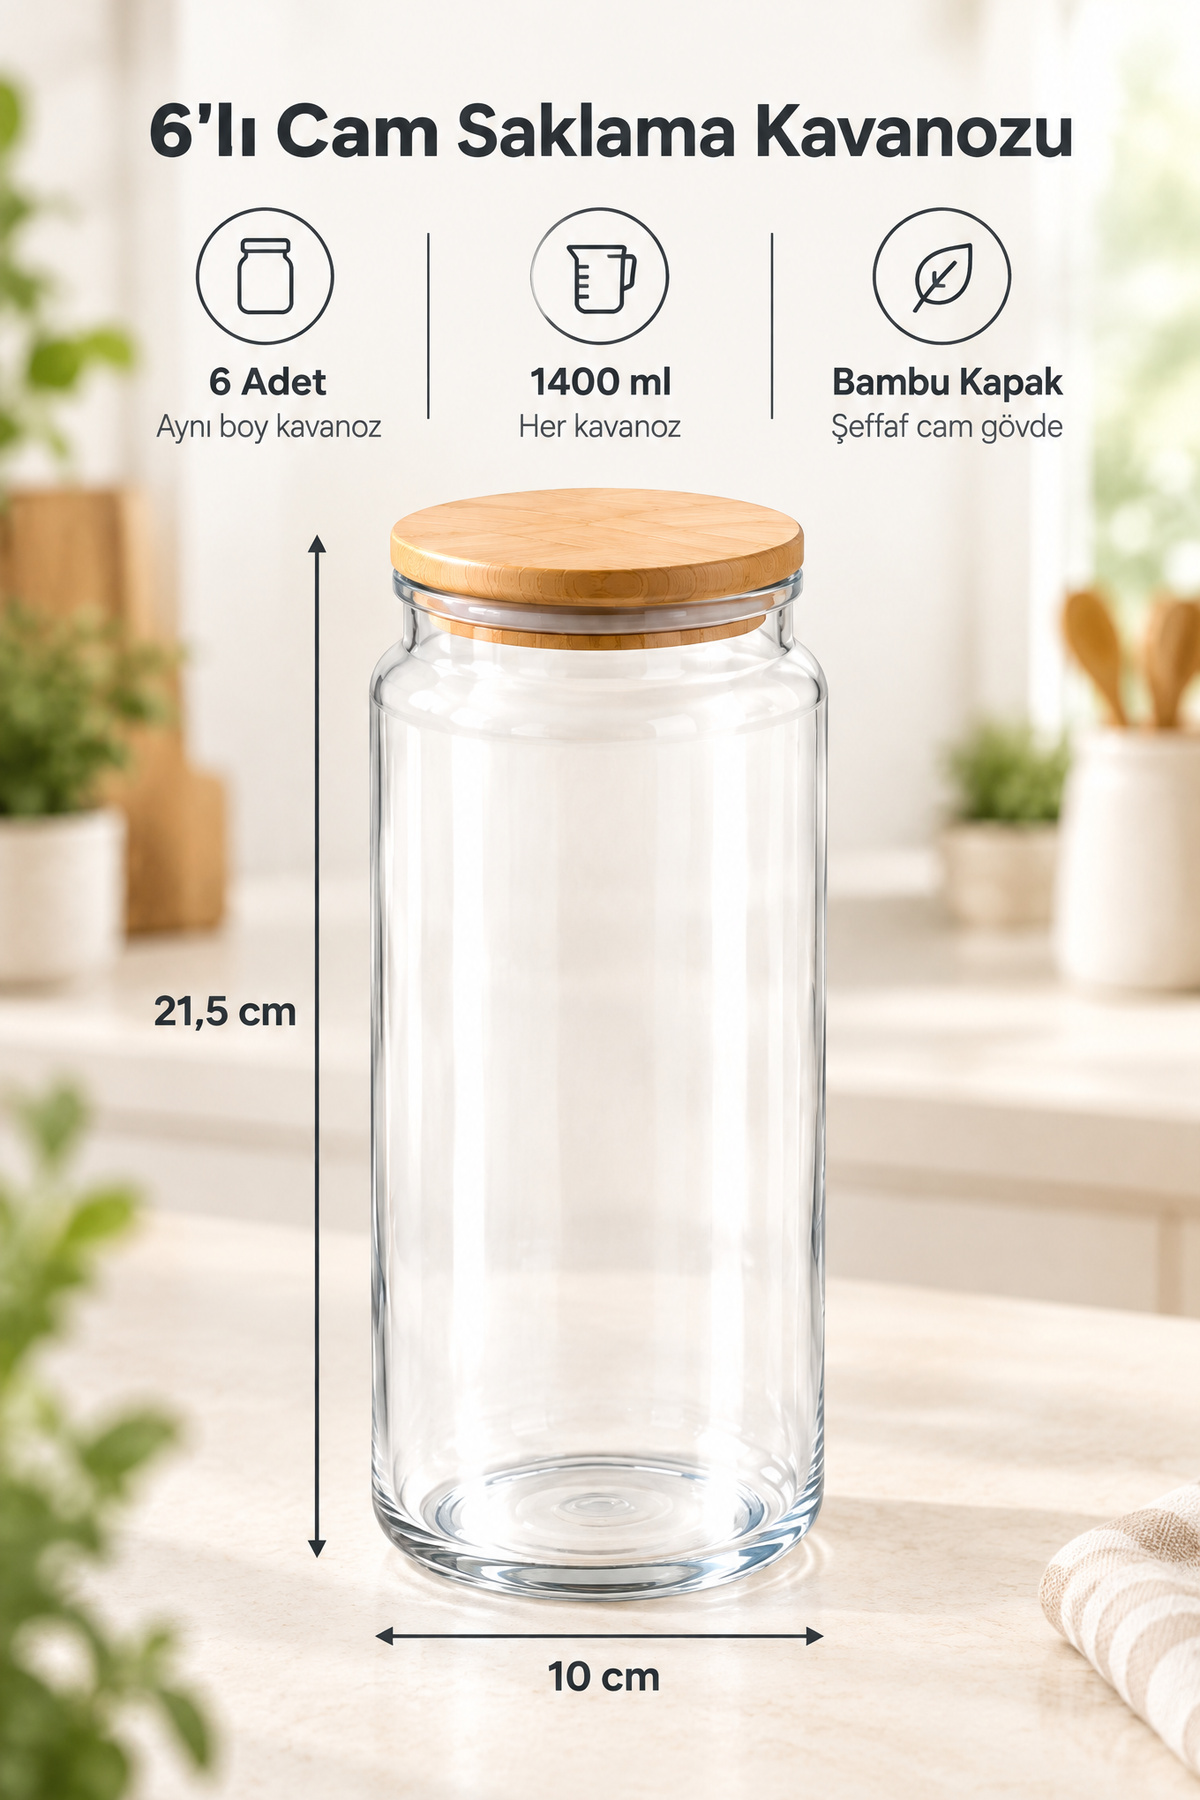 6'lı Cam Saklama Kavanozu
6 Adet
Aynı boy kavanoz
1400 ml
Her kavanoz
Bambu Kapak
Şeffaf cam gövde
21,5 cm
10 cm